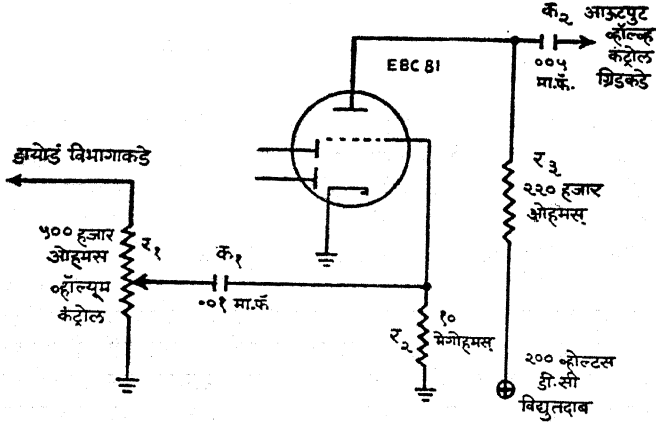 क२ आऊटपुट
व्हॉल्व्ह
कंट्रोल
ग्रिडकडे
·००५
मा.फॅ.
EBC 81
डायोड विभागाकडे
५०० हजार
ओहमस
व्हॉल्यूम
कंट्रोल
र१
क१
·०१ मा.फॅ
र२
१०
मेगोहमस्
र३
२२० हजार
ओहमस्
२०० व्होल्टस
डी.सी
विद्युतदाब